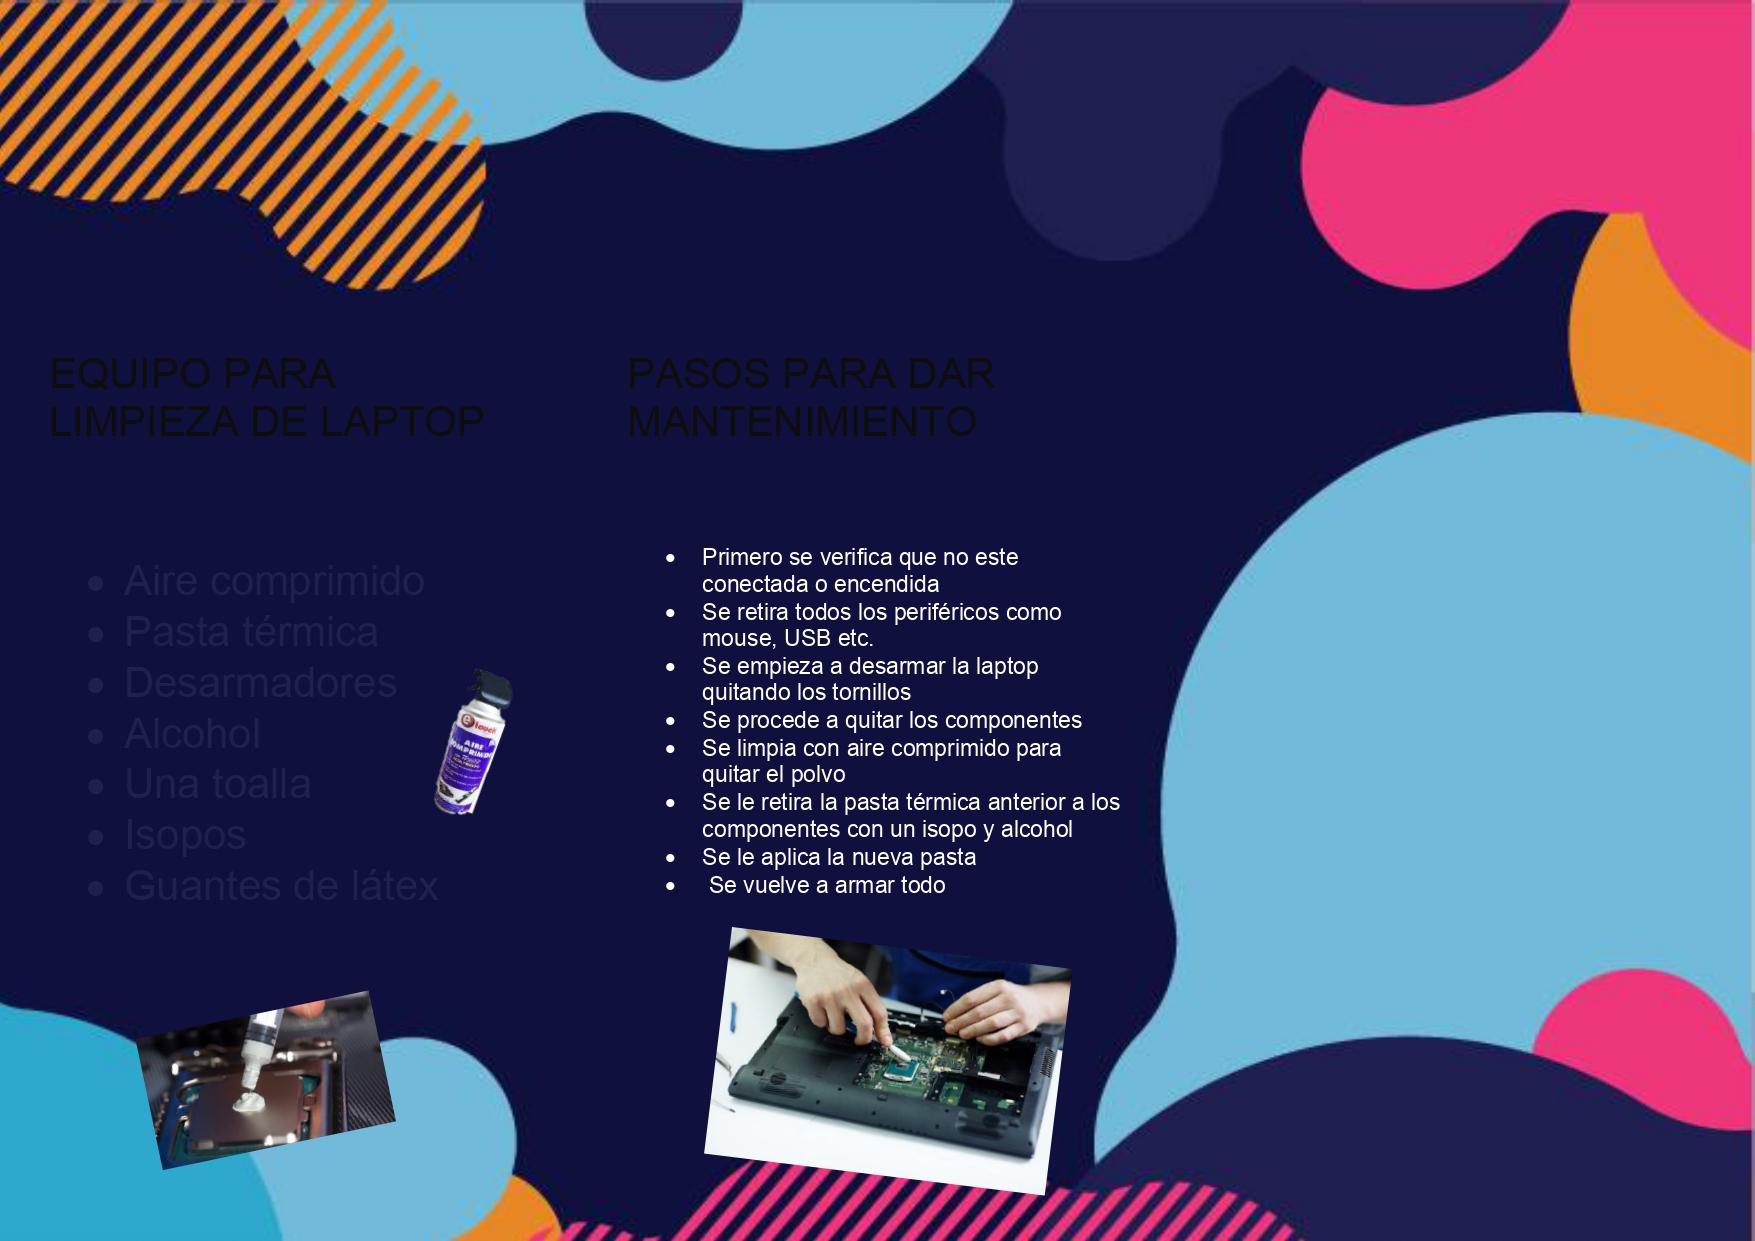 EQUIPO PARA
LIMPIEZA DE LAPTOP
• Aire comprimido
• Pasta térmica
• Desarmadores
• Alcohol
• Una toalla
• Isopos
• Guantes de látex
AIRE
COMPRIMIDO
PASOS PARA DAR
MANTENIMIENTO
• Primero se verifica que no este
conectada o encendida
• Se retira todos los periféricos como
mouse, USB etc.
• Se empieza a desarmar la laptop
quitando los tornillos
• Se procede a quitar los componentes
• Se limpia con aire comprimido para
quitar el polvo
• Se le retira la pasta térmica anterior a los
componentes con un isopo y alcohol
• Se le aplica la nueva pasta
• Se vuelve a armar todo